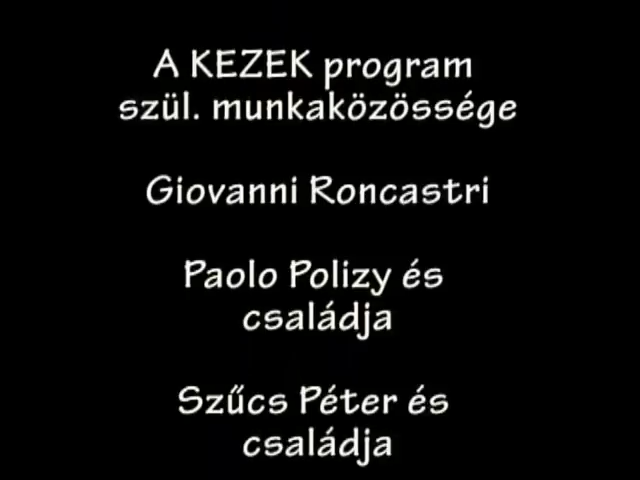 A KEZEK program
szül. munkaközössége
Giovanni Roncastri
Paolo Polizy és
családja
Szűcs Péter és
családja